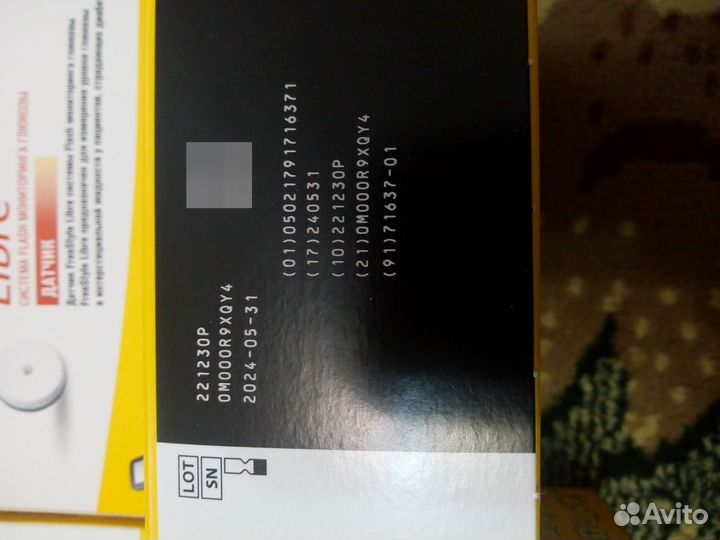 Libre
СИСТЕМА FLASH МОНИТОРИНГА ГЛЮКОЗЫ
ДАТЧИК
Датчик FreeStyle Libre системы Flash мониторинга глюкозы
FreeStyle Libre предназначен для измерения уровня глюкозы
в интерстициальной жидкости у пациентов, страдающих
LOT 221230P
SN 0M000R9XQY4
2024-05-31
(01)05021791716371
(17)240531
(10)221230P
(21)0M000R9XQY4
(91)71637-01
Avito